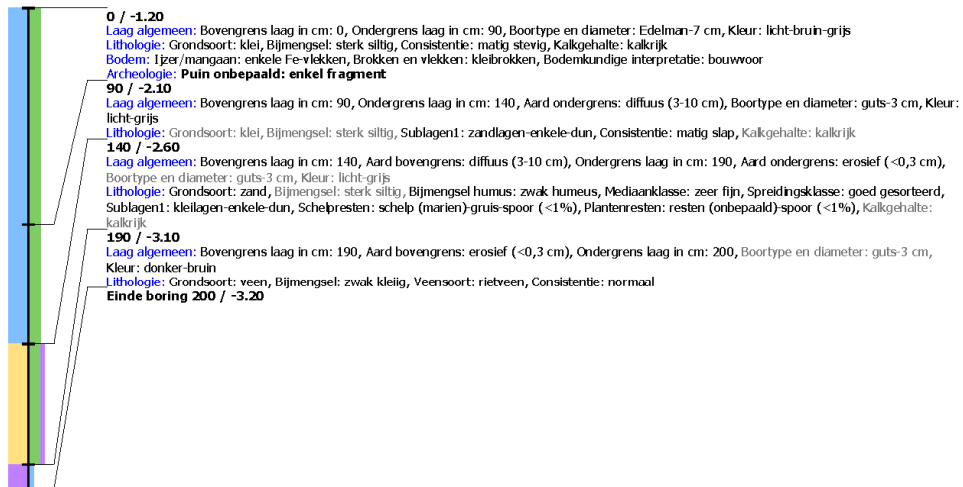 0 / -1.20
Laag algemeen: Bovengrens laag in cm: 0, Ondergrens laag in cm: 90, Boortype en diameter: Edelman-7 cm, Kleur: licht-bruin-grijs
Lithologie: Grondsoort: klei, Bijmengsel: sterk siltig, Consistentie: matig stevig, Kalkgehalte: kalkrijk
Bodem: Ijzer/mangaan: enkele Fe-vlekken, Brokken en vlekken: kleibrokken, Bodemkundige interpretatie: bouwvoor
Archeologie: Puin onbepaald: enkel fragment
90 / -2.10
Laag algemeen: Bovengrens laag in cm: 90, Ondergrens laag in cm: 140, Aard ondergrens: diffuus (3-10 cm), Boortype en diameter: guts-3 cm, Kleur:
licht-grijs
Lithologie: Grondsoort: klei, Bijmengsel: sterk siltig, Sublagen1: zandlagen-enkele-dun, Consistentie: matig slap, Kalkgehalte: kalkrijk
140 / -2.60
Laag algemeen: Bovengrens laag in cm: 140, Aard bovengrens: diffuus (3-10 cm), Ondergrens laag in cm: 190, Aard ondergrens: erosief (<0,3 cm),
Boortype en diameter: guts-3 cm, Kleur: licht-grijs
Lithologie: Grondsoort: zand, Bijmengsel: sterk siltig, Bijmengsel humus: zwak humeus, Mediaanklasse: zeer fijn, Spreidingsklasse: goed gesorteerd,
Sublagen1: kleilagen-enkele-dun, Schelpresten: schelp (marien)-gruis-spoor (<1%), Plantenresten: resten (onbepaald)-spoor (<1%), Kalkgehalte:
kalkrijk
190 / -3.10
Laag algemeen: Bovengrens laag in cm: 190, Aard bovengrens: erosief (<0,3 cm), Ondergrens laag in cm: 200, Boortype en diameter: guts-3 cm,
Kleur: donker-bruin
Lithologie: Grondsoort: veen, Bijmengsel: zwak kleiig, Veensoort: rietveen, Consistentie: normaal
Einde boring 200 / -3.20